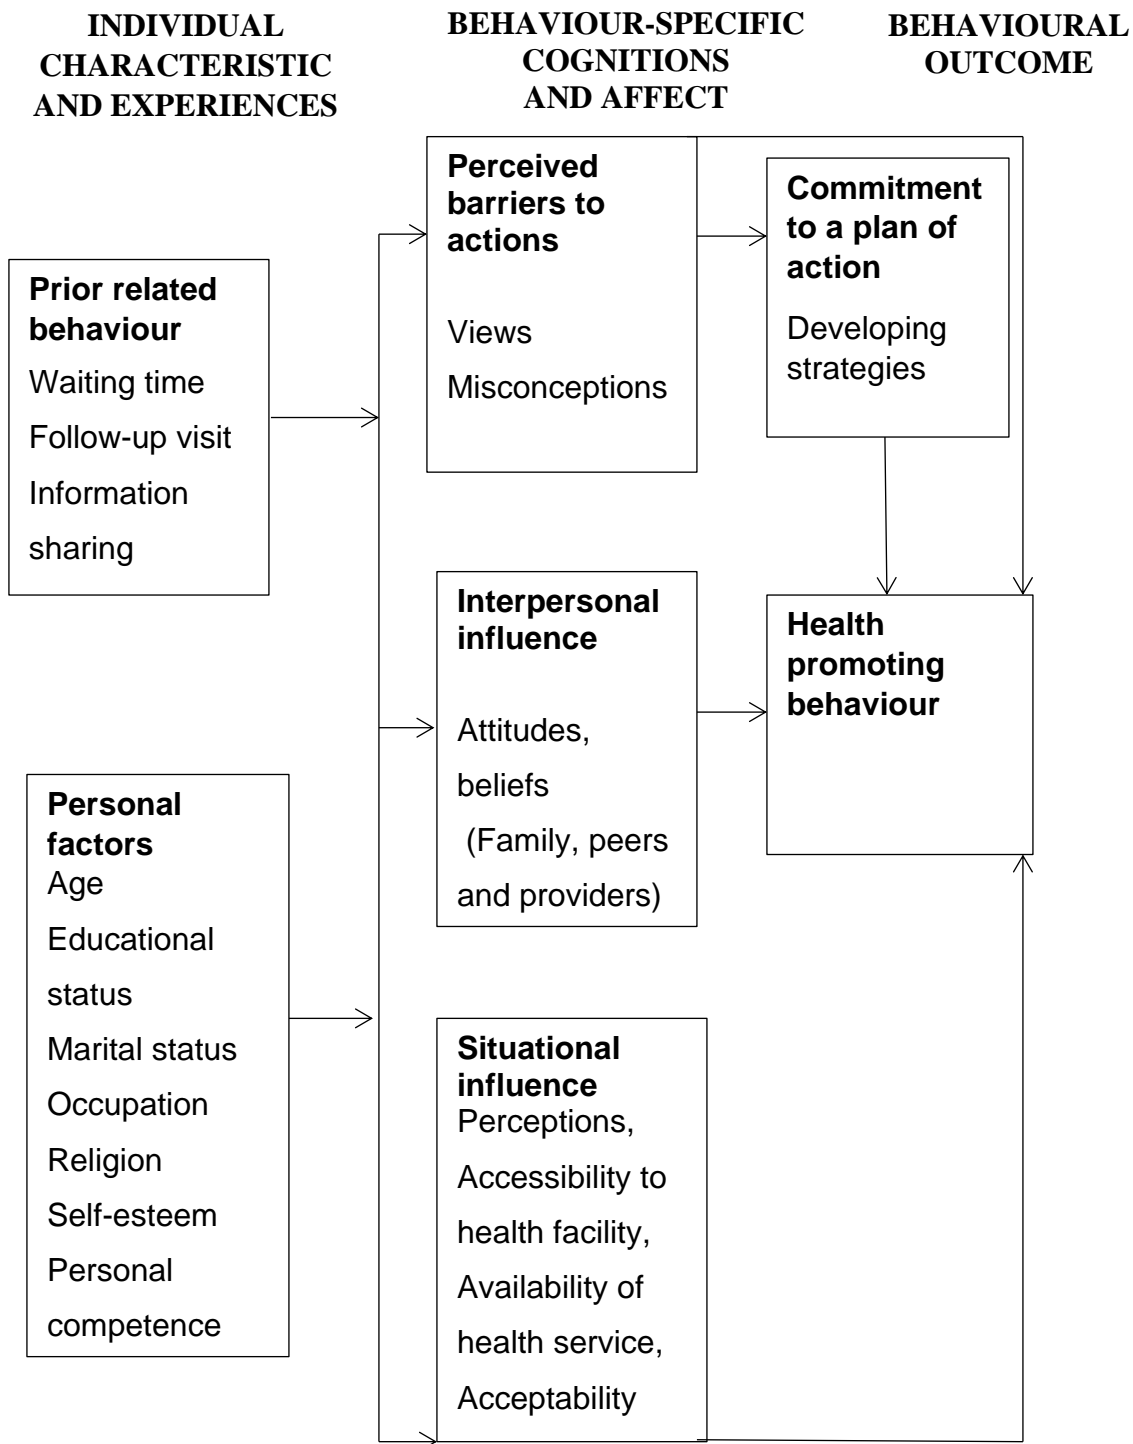 INDIVIDUAL
CHARACTERISTIC
AND EXPERIENCES
BEHAVIOUR-SPECIFIC
COGNITIONS
AND AFFECT
BEHAVIOURAL
OUTCOME
Prior related
behaviour
Waiting time
Follow-up visit
Information
sharing
Personal
factors
Age
Educational
status
Marital status
Occupation
Religion
Self-esteem
Personal
competence
Perceived
barriers to
actions
Views
Misconceptions
Interpersonal
influence
Attitudes,
beliefs
(Family, peers
and providers)
Situational
influence
Perceptions,
Accessibility to
health facility,
Availability of
health service,
Acceptability
Commitment
to a plan of
action
Developing
strategies
Health
promoting
behaviour